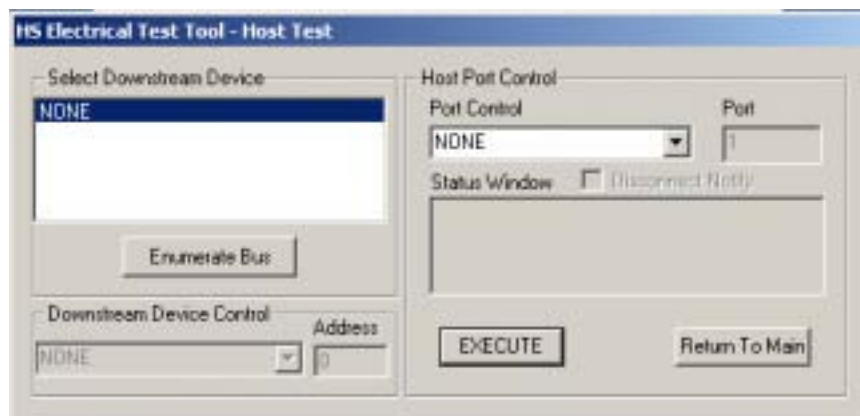 HS Electrical Test Tool - Host Test
Select Downstream Device
NONE
Enumerate Bus
Downstream Device Control
Address
NONE
0
Host Port Control
Port Control
Port
NONE
1
Status Window
Disconnect Notify
EXECUTE
Return To Main